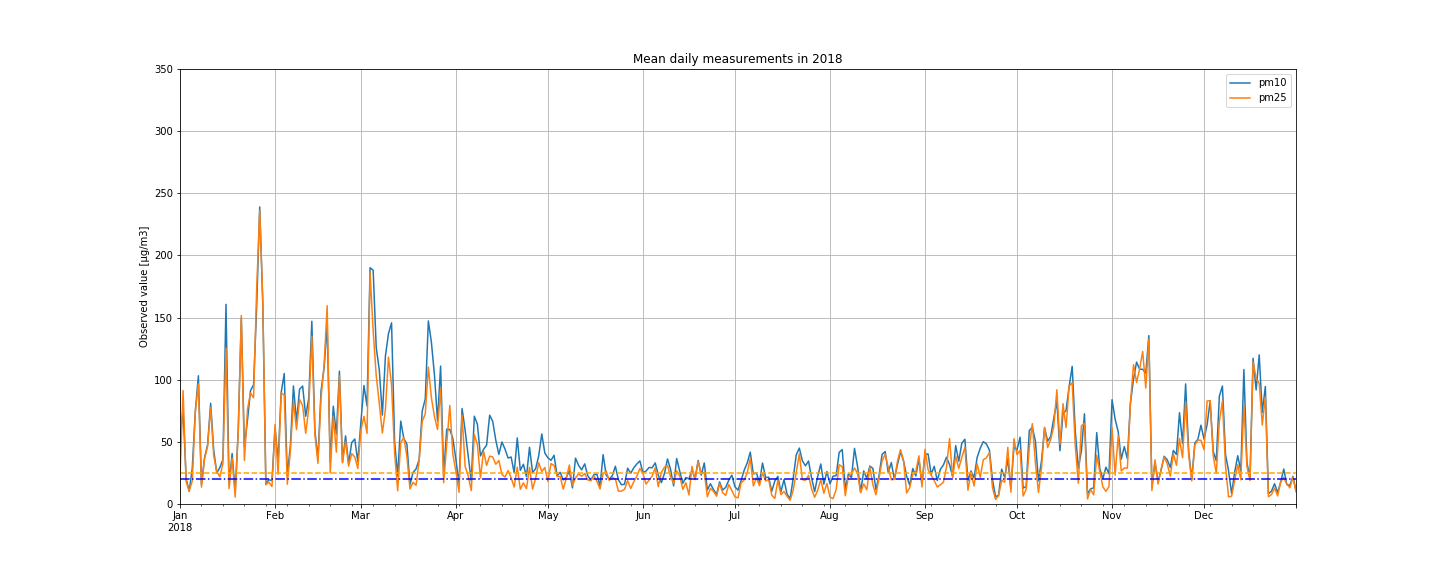 Mean daily measurements in 2018
pm10
pm25
Observed value [µg/m3]
350
300
250
200
150
100
50
0
Jan Feb Mar Apr May Jun Jul Aug Sep Oct Nov Dec
2018